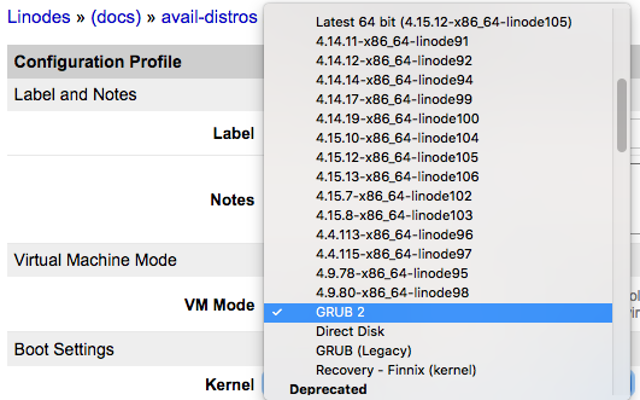 Linodes » (docs) » avail-distros
Configuration Profile
Label and Notes
Label
Notes
Virtual Machine Mode
VM Mode
Boot Settings
Kernel
Latest 64 bit (4.15.12-x86_64-linode105)
4.14.11-x86_64-linode91
4.14.12-x86_64-linode92
4.14.14-x86_64-linode94
4.14.17-x86_64-linode99
4.14.19-x86_64-linode100
4.15.10-x86_64-linode104
4.15.12-x86_64-linode105
4.15.13-x86_64-linode106
4.15.7-x86_64-linode102
4.15.8-x86_64-linode103
4.4.113-x86_64-linode96
4.4.115-x86_64-linode97
4.9.78-x86_64-linode95
4.9.80-x86_64-linode98
✓ GRUB 2
Direct Disk
GRUB (Legacy)
Recovery - Finnix (kernel)
Deprecated